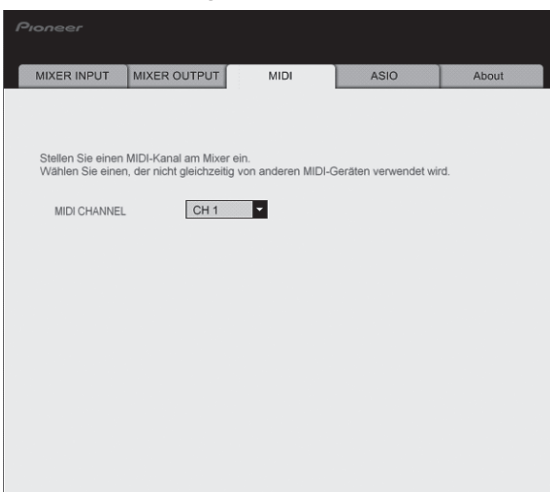 Pioneer
MIXER INPUT MIXER OUTPUT MIDI ASIO About
Stellen Sie einen MIDI-Kanal am Mixer ein.
Wählen Sie einen, der nicht gleichzeitig von anderen MIDI-Geräten verwendet wird.
MIDI CHANNEL CH 1